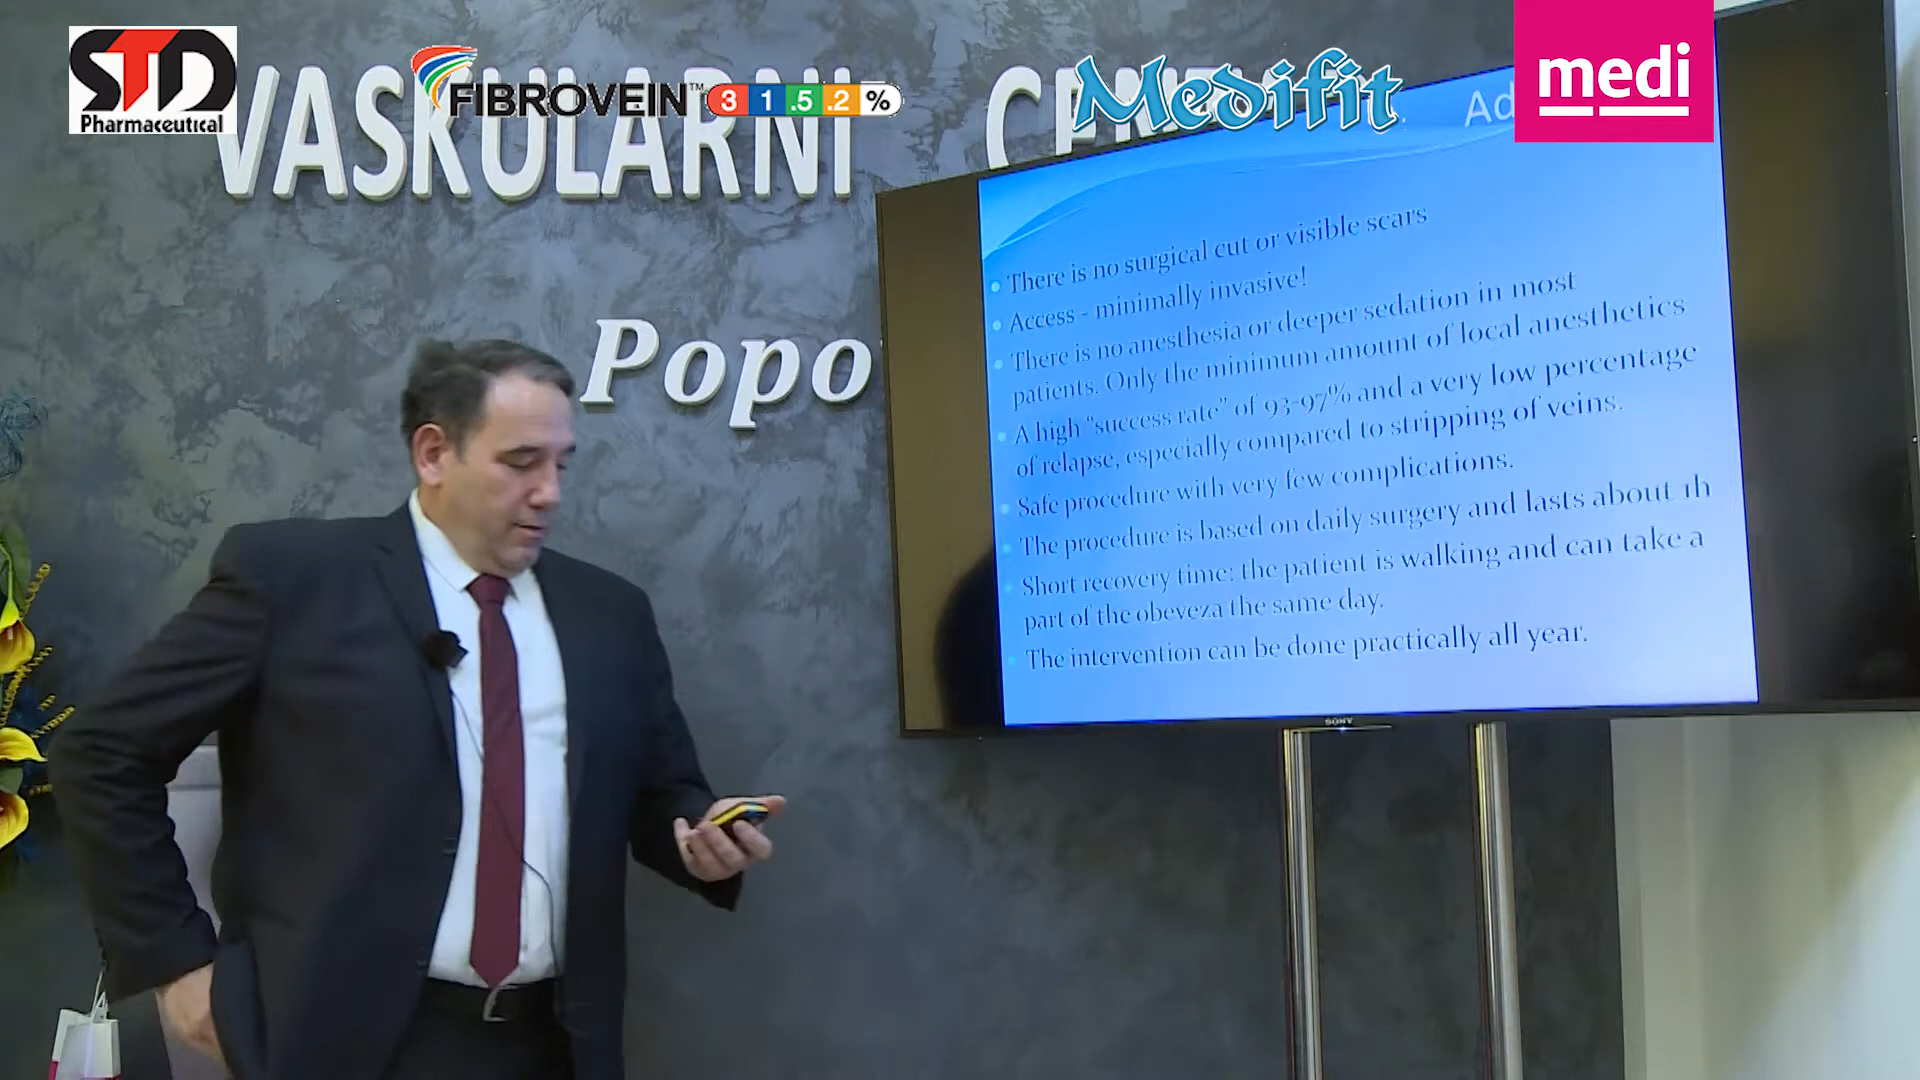 STD
Pharmaceutical
FIBROVEIN™ 3 1 .5 .2 %
Medifit
medi
VASKULARNI
Popo
Ad
• There is no surgical cut or visible scars
• Access - minimally invasive!
• There is no anesthesia or deeper sedation in most
patients. Only the minimum amount of local anesthetics
• A high “success rate” of 93-97% and a very low percentage
of relapse, especially compared to stripping of veins.
• Safe procedure with very few complications.
• The procedure is based on daily surgery and lasts about 1h
• Short recovery time: the patient is walking and can take a
part of the obeveza the same day.
• The intervention can be done practically all year.
SONY